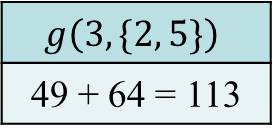 g(3,{2,5})
49 + 64 = 113